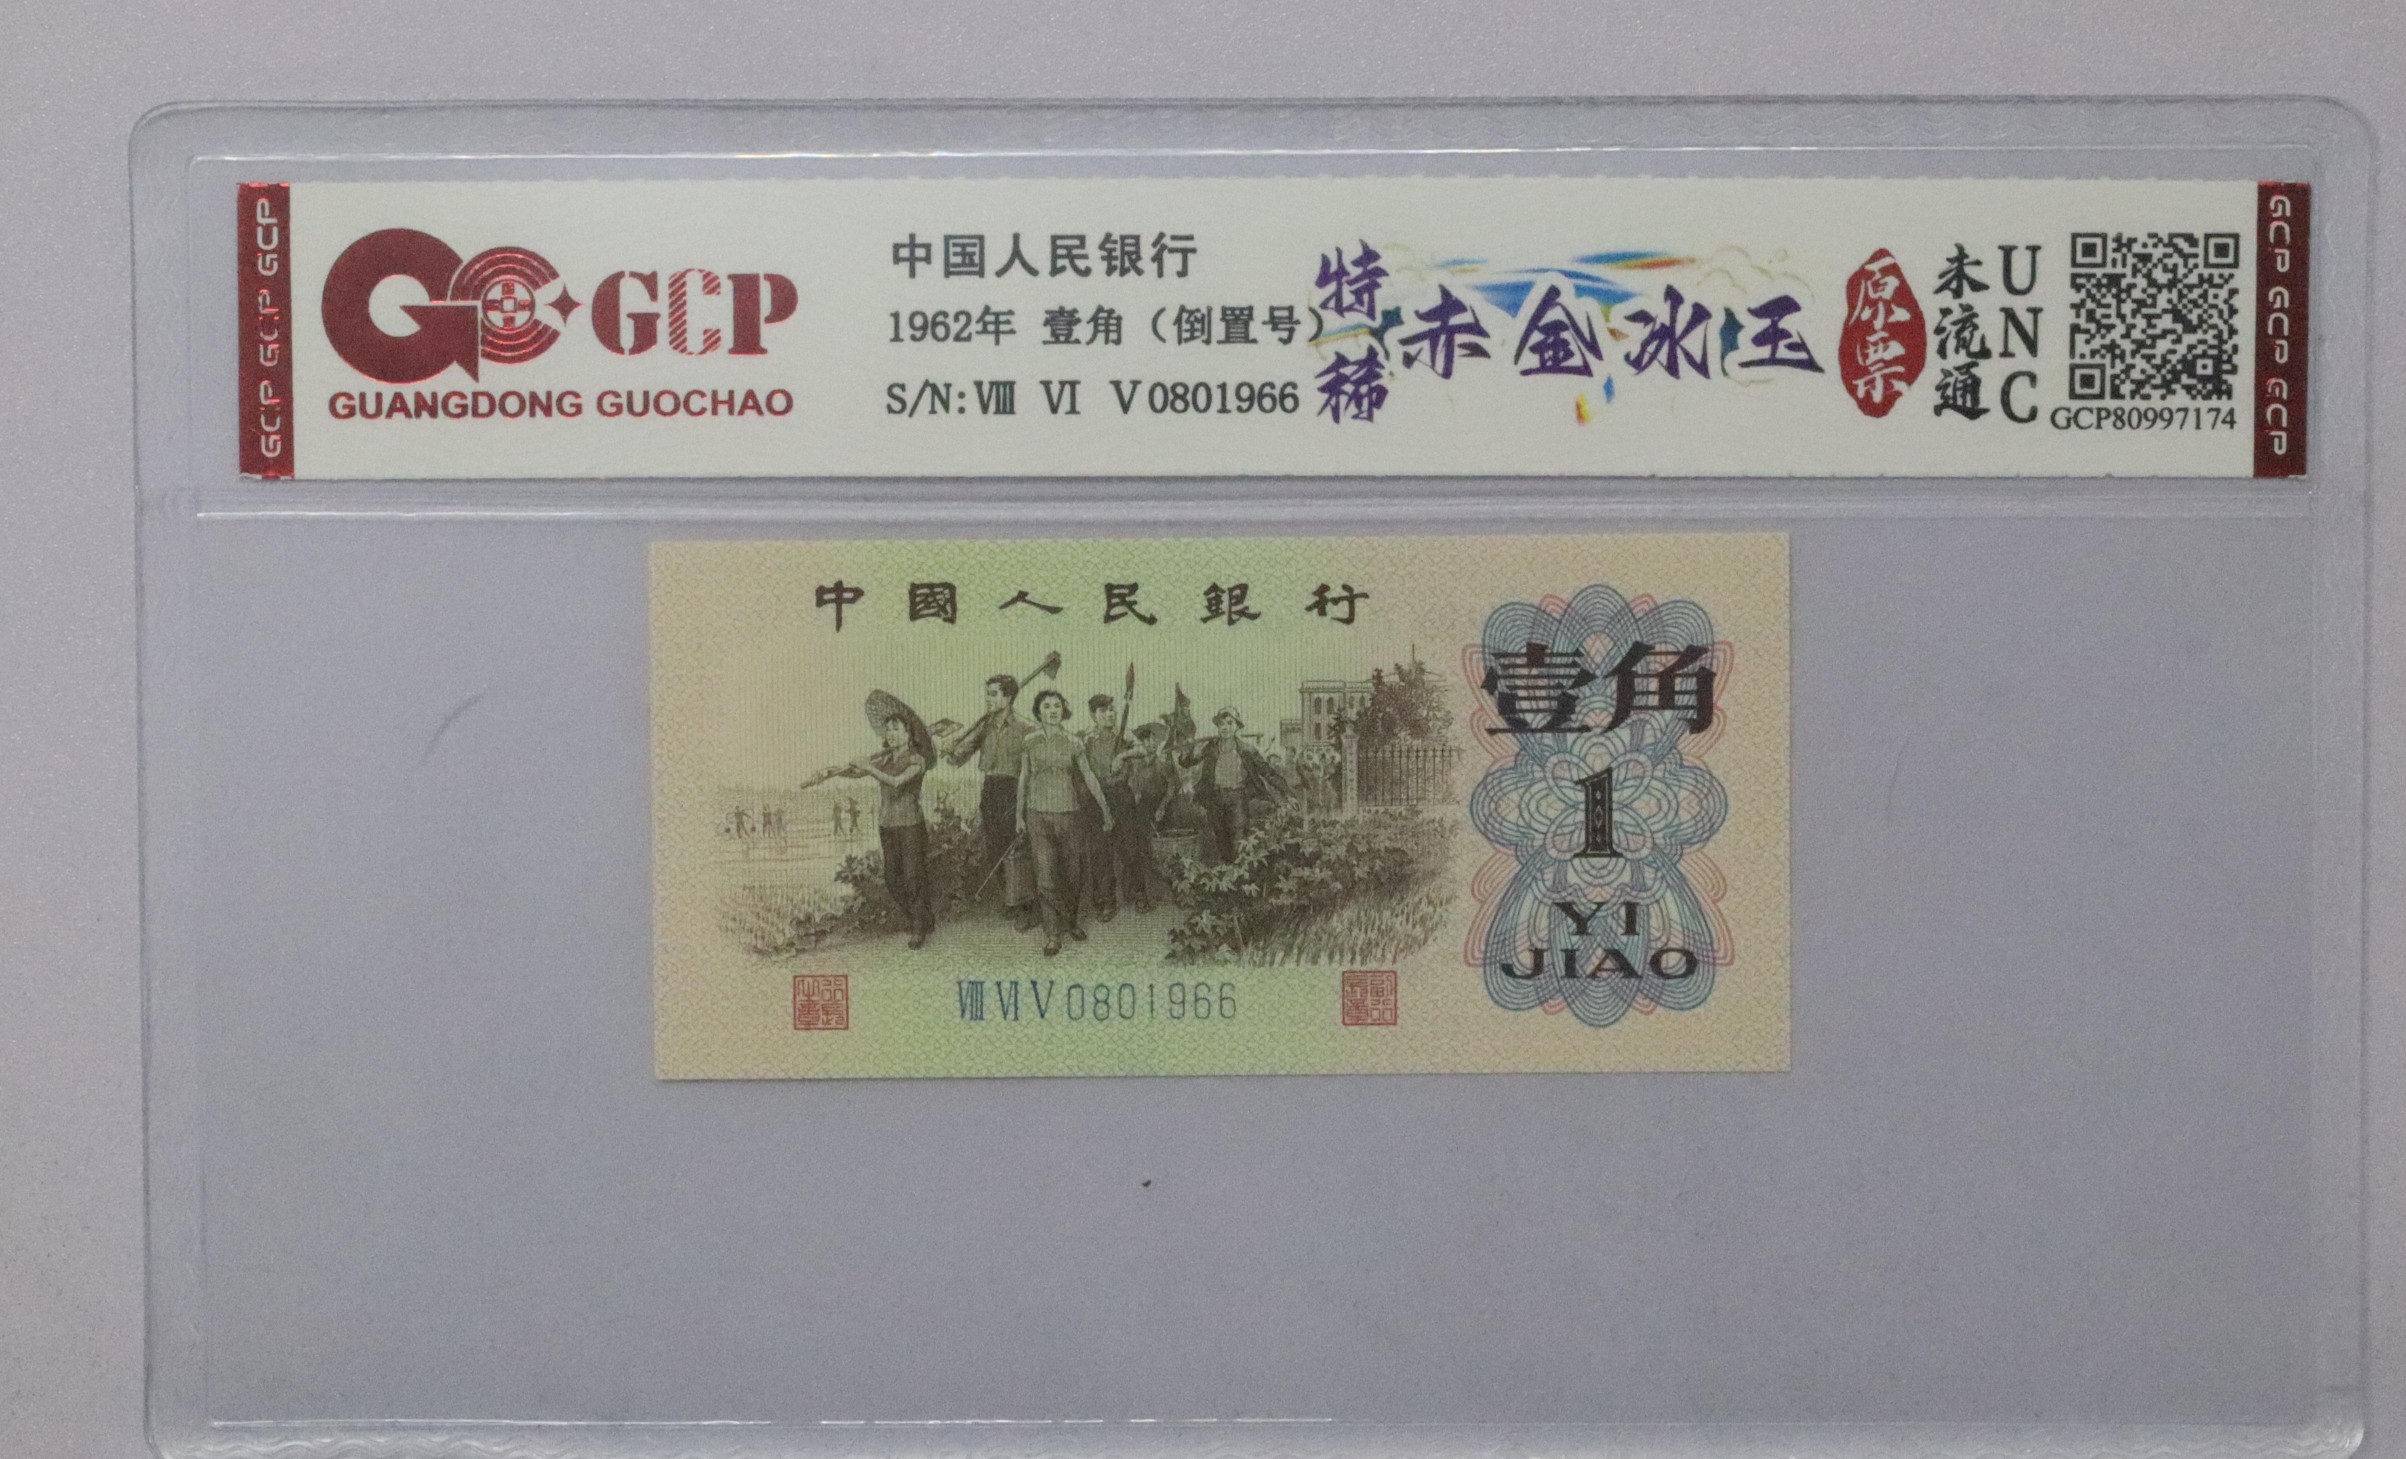 GCP GCP GCP
GCP
GUANGDONG GUOCHAO
中国人民银行
1962年 壹角（倒置号）
S/N:Ⅷ Ⅵ Ⅴ0801966
特稀
赤金冰玉
原票
未流通
UNC
GCP80997174
GCP GCP GCP
中國人民銀行
壹角
1
YI
JIAO
ⅧⅥⅤ0801966